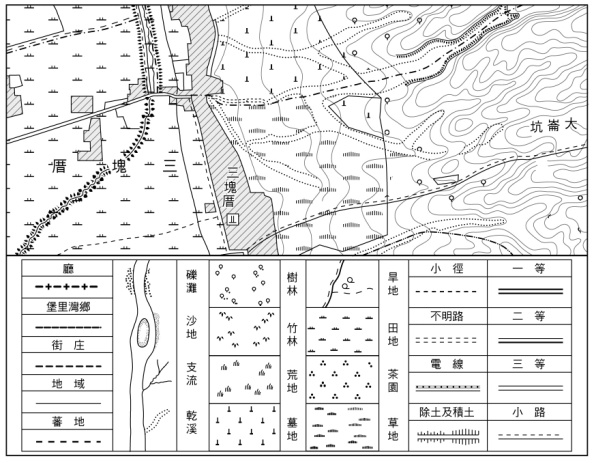 大崙坑
三塊厝
三塊厝
廳
堡里灣鄉
街庄
地域
蕃地
礫灘
沙地
支流
乾溪
樹林
竹林
荒地
墓地
旱地
田地
茶園
草地
小徑
不明路
電線
除土及積土
一等
二等
三等
小路